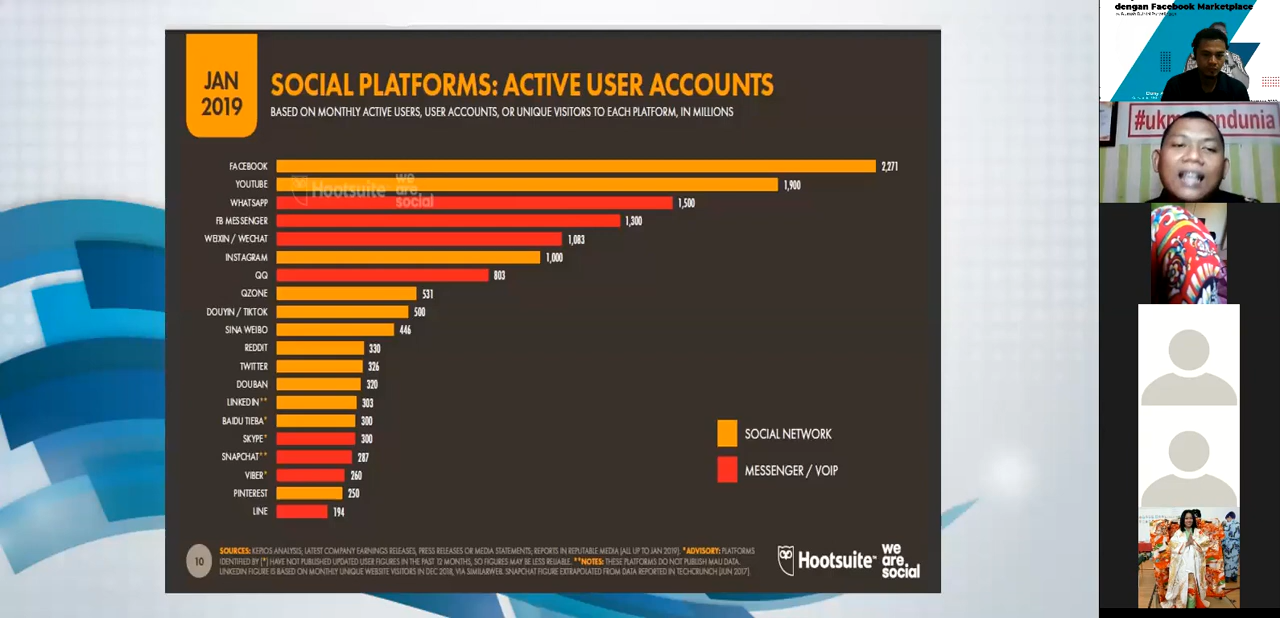 JAN
2019
SOCIAL PLATFORMS: ACTIVE USER ACCOUNTS
BASED ON MONTHLY ACTIVE USERS, USER ACCOUNTS, OR UNIQUE VISITORS TO EACH PLATFORM, IN MILLIONS
FACEBOOK 2,271
YOUTUBE 1,900
Hootsuite we are social
WHATSAPP 1,500
FB MESSENGER 1,300
WEIXIN / WECHAT 1,083
INSTAGRAM 1,000
QQ 803
QZONE 531
DOUYIN / TIKTOK 500
SINA WEIBO 446
REDDIT 330
TWITTER 326
DOUBAN 320
LINKEDIN** 303
BAIDU TIEBA* 300
SKYPE* 300
SNAPCHAT** 287
VIBER* 260
PINTEREST 250
LINE 194
SOCIAL NETWORK
MESSENGER / VOIP
10
SOURCES: KEPIOS ANALYSIS; LATEST COMPANY EARNINGS RELEASES, PRESS RELEASES OR MEDIA STATEMENTS; REPORTS IN REPUTABLE MEDIA (ALL UP TO JAN 2019). *ADVISORY: PLATFORMS
IDENTIFIED BY (*) HAVE NOT PUBLISHED UPDATED USER FIGURES IN THE PAST 12 MONTHS, SO FIGURES MAY BE LESS RELIABLE. **NOTES: THESE PLATFORMS DO NOT PUBLISH MAU DATA.
LINKEDIN FIGURE IS BASED ON MONTHLY UNIQUE WEBSITE VISITORS IN DEC 2018, VIA SIMILARWEB. SNAPCHAT FIGURE EXTRAPOLATED FROM DATA REPORTED IN TECHCRUNCH (JUN 2017).
Hootsuite™
we
are
social
dengan Facebook Marketplace